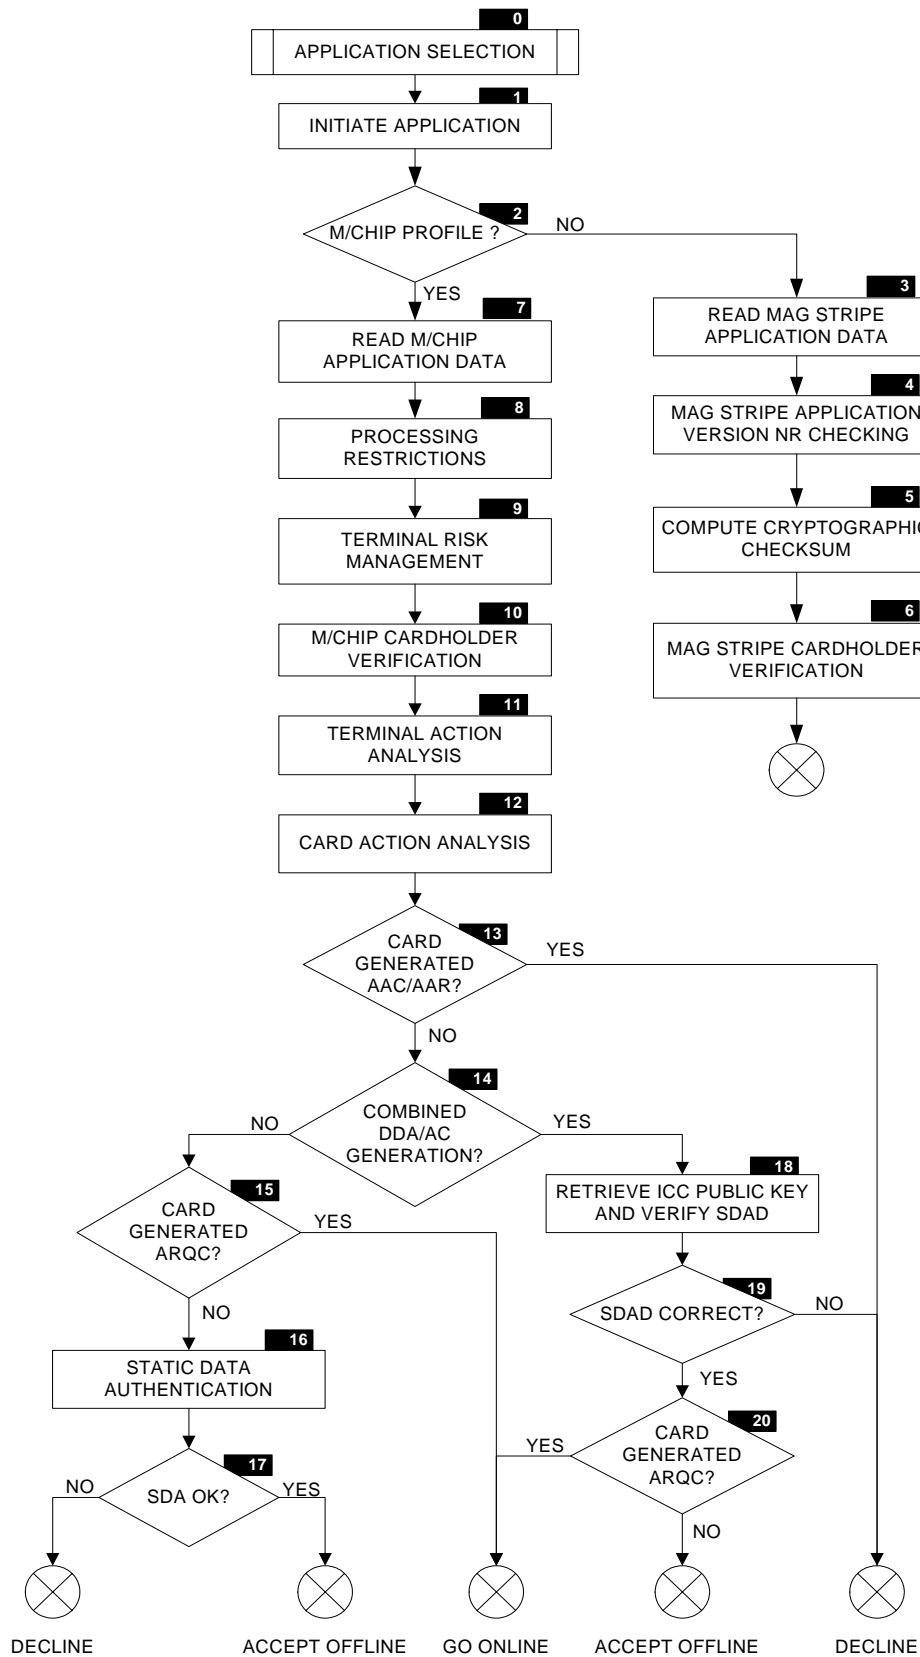 0
APPLICATION SELECTION
1
INITIATE APPLICATION
2
M/CHIP PROFILE ?
NO
YES
3
READ MAG STRIPE
APPLICATION DATA
7
READ M/CHIP
APPLICATION DATA
4
MAG STRIPE APPLICATION
VERSION NR CHECKING
8
PROCESSING
RESTRICTIONS
5
COMPUTE CRYPTOGRAPHIC
CHECKSUM
9
TERMINAL RISK
MANAGEMENT
6
MAG STRIPE CARDHOLDER
VERIFICATION
10
M/CHIP CARDHOLDER
VERIFICATION
11
TERMINAL ACTION
ANALYSIS
12
CARD ACTION ANALYSIS
13
CARD
GENERATED
AAC/AAR?
YES
NO
14
COMBINED
DDA/AC
GENERATION?
NO
YES
15
CARD
GENERATED
ARQC?
YES
NO
18
RETRIEVE ICC PUBLIC KEY
AND VERIFY SDAD
19
SDAD CORRECT?
NO
YES
16
STATIC DATA
AUTHENTICATION
20
CARD
GENERATED
ARQC?
YES
NO
17
SDA OK?
NO
YES
DECLINE
ACCEPT OFFLINE
GO ONLINE
ACCEPT OFFLINE
DECLINE